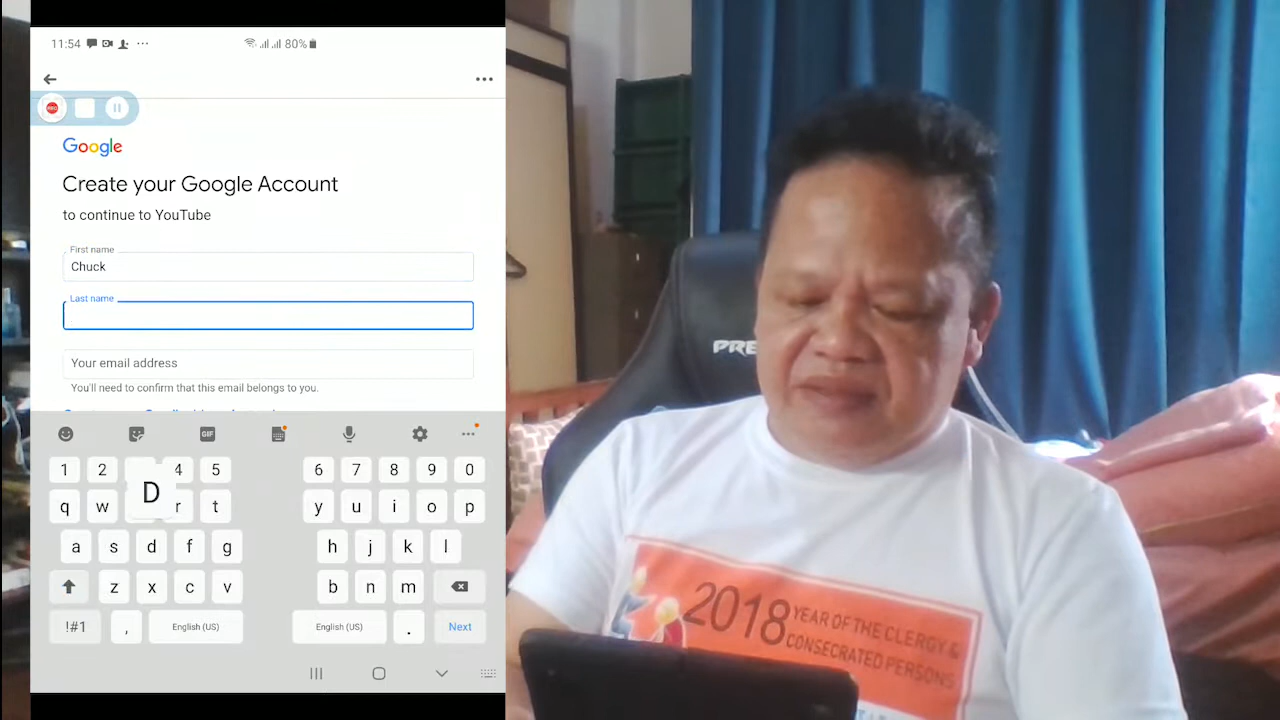 11:54
80%
REC
Google
Create your Google Account
to continue to YouTube
First name
Chuck
Last name
Your email address
You'll need to confirm that this email belongs to you.
GIF
1 2 4 5 6 7 8 9 0
D
q w r t y u i o p
a s d f g h j k l
z x c v b n m
!#1 , English (US) English (US) . Next
PRE
2018 YEAR OF THE CLERGY &
CONSECRATED PERSONS